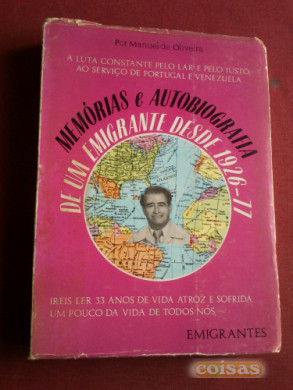 Por Manuel de Oliveira
A LUTA CONSTANTE PELO LAR E PELO JUSTO
AO SERVIÇO DE PORTUGAL E VENEZUELA
MEMÓRIAS e AUTOBIOGRAFIA
DE UM EMIGRANTE DESDE 1926-77
IREIS LER 33 ANOS DE VIDA ATROZ E SOFRIDA
UM POUCO DA VIDA DE TODOS NÓS,—
EMIGRANTES
coisas